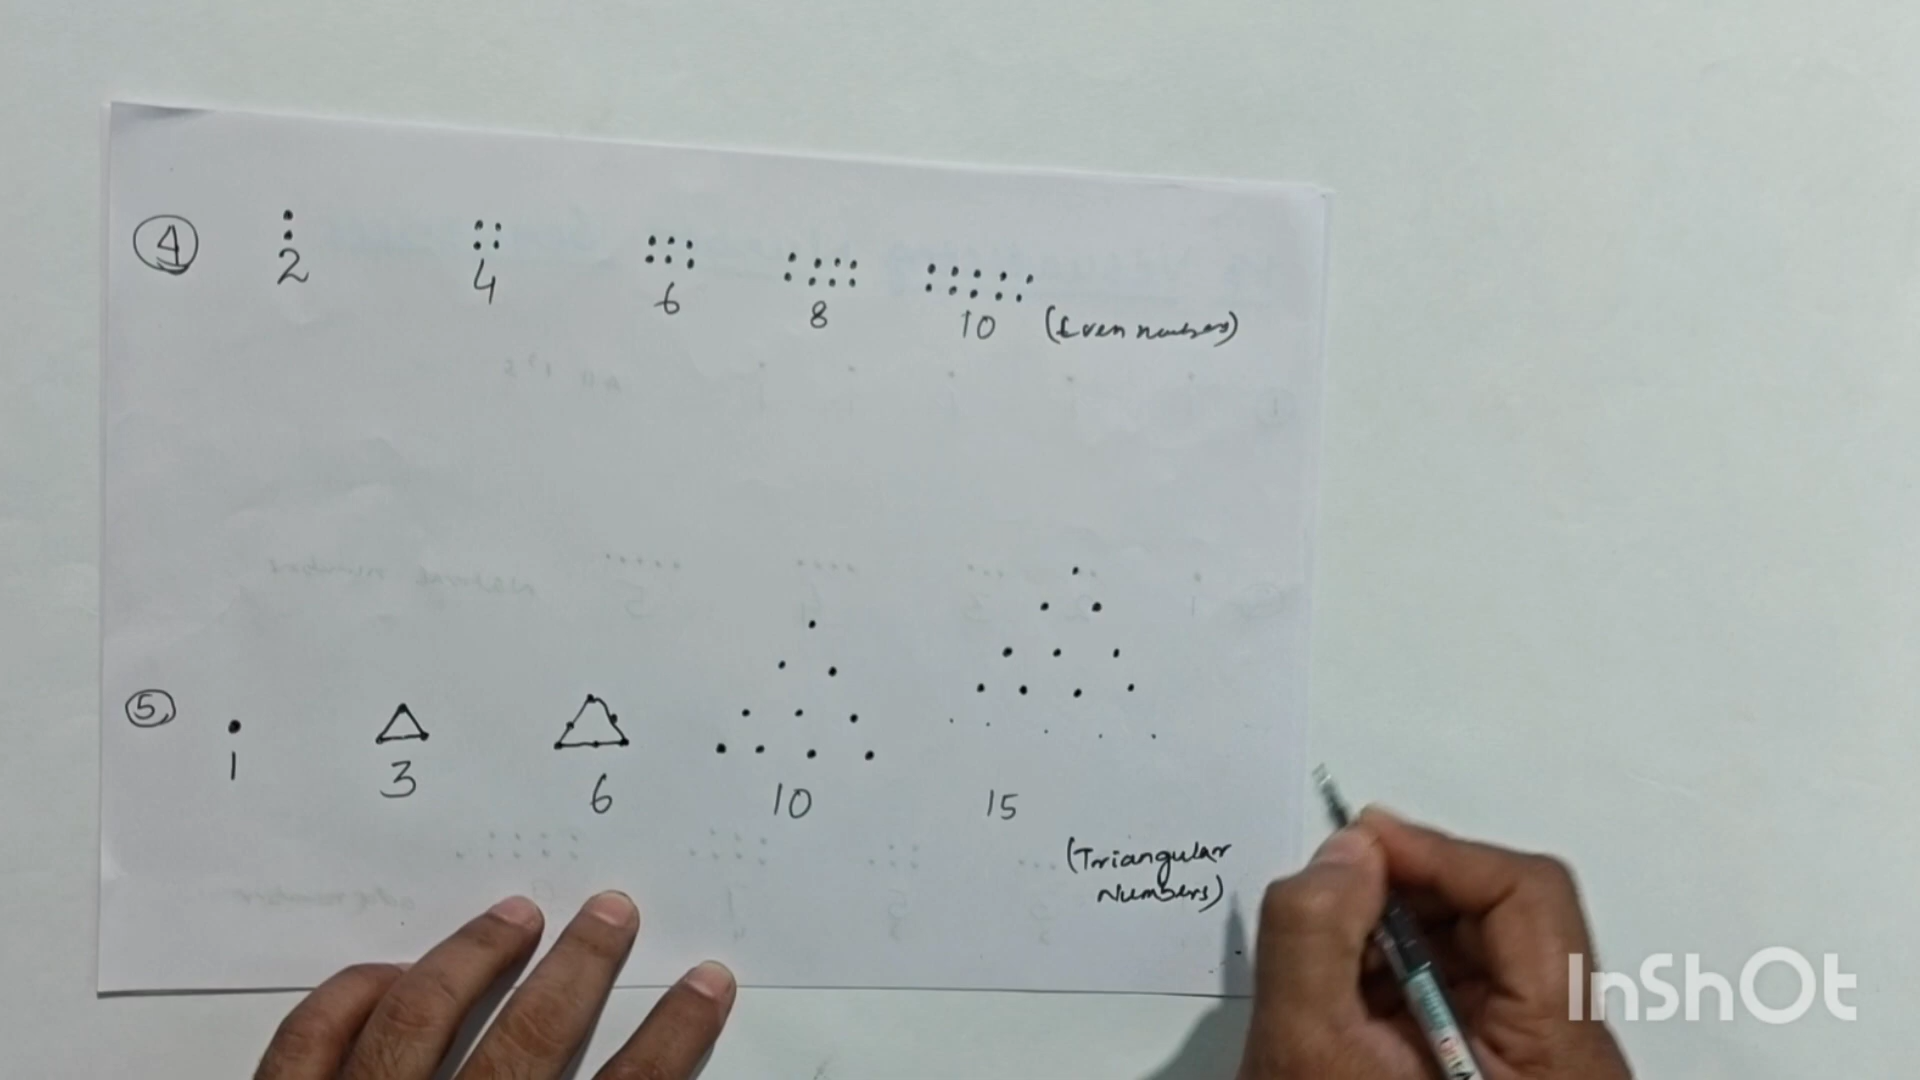 4
2 4 6 8 10 (Even numbers)
5
1 3 6 10 15
(Triangular
Numbers)
InShOt